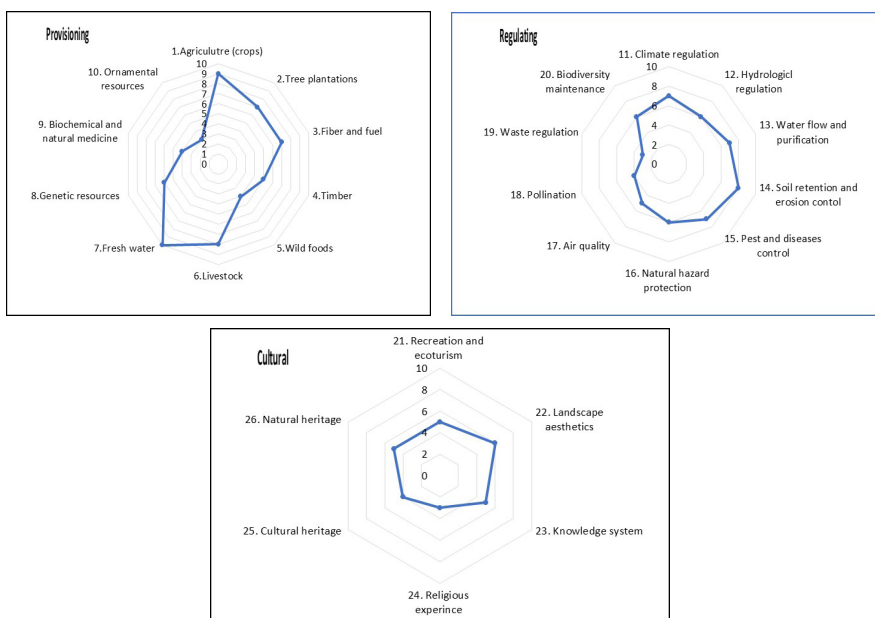 Provisioning
1.Agriculutre (crops)
10
9
8
7
6
5
4
3
2
1
0
2.Tree plantations
3.Fiber and fuel
4.Timber
5.Wild foods
6.Livestock
7.Fresh water
8.Genetic resources
9. Biochemical and
natural medicine
10. Ornamental
resources
Regulating
11. Climate regulation
10
8
6
4
2
0
12. Hydrologicl
regulation
13. Water flow and
purification
14. Soil retention and
erosion contol
15. Pest and diseases
control
16. Natural hazard
protection
17. Air quality
18. Pollination
19. Waste regulation
20. Biodiversity
maintenance
Cultural
21. Recreation and
ecoturism
10
8
6
4
2
0
22. Landscape
aesthetics
23. Knowledge system
24. Religious
experince
25. Cultural heritage
26. Natural heritage